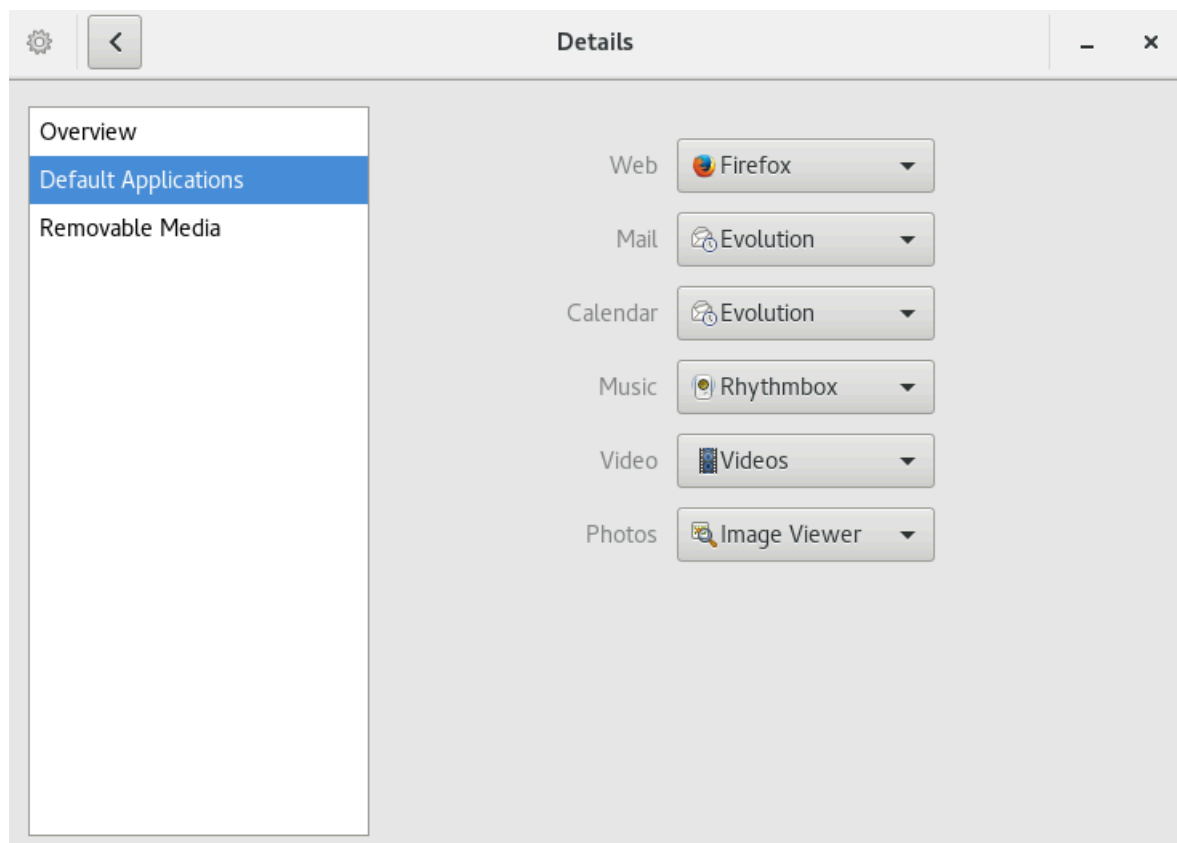 Details
Overview
Default Applications
Removable Media
Web Firefox
Mail Evolution
Calendar Evolution
Music Rhythmbox
Video Videos
Photos Image Viewer